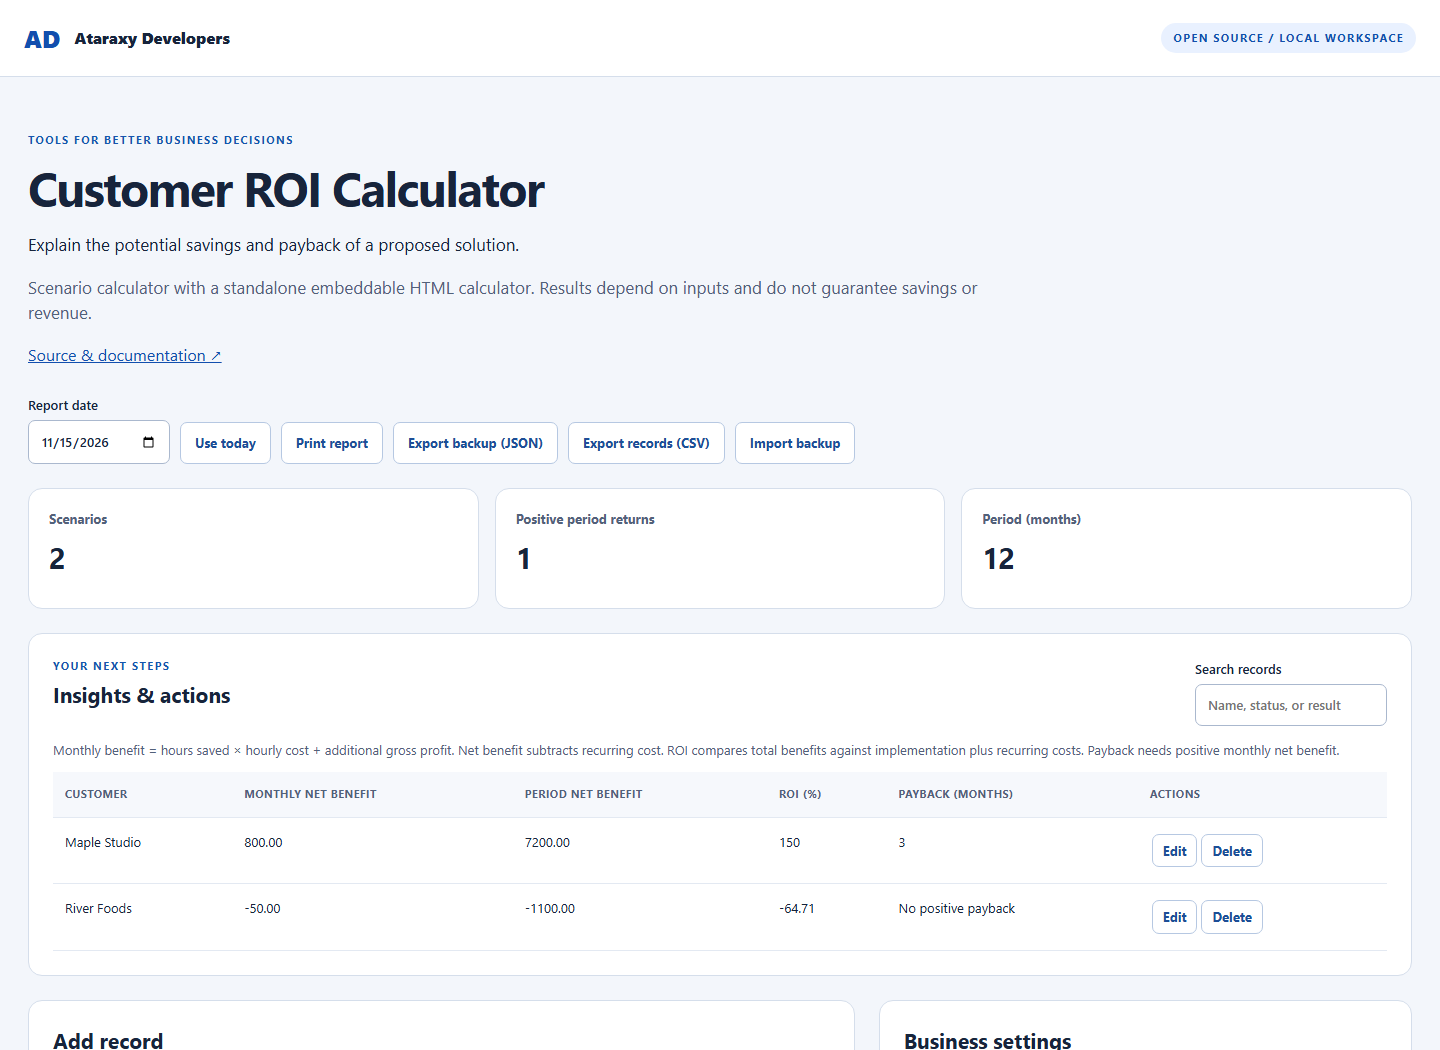 AD Ataraxy Developers
OPEN SOURCE / LOCAL WORKSPACE
TOOLS FOR BETTER BUSINESS DECISIONS
Customer ROI Calculator
Explain the potential savings and payback of a proposed solution.
Scenario calculator with a standalone embeddable HTML calculator. Results depend on inputs and do not guarantee savings or
revenue.
Source & documentation ↗
Report date
11/15/2026 Use today Print report Export backup (JSON) Export records (CSV) Import backup
Scenarios Positive period returns Period (months)
2 1 12
YOUR NEXT STEPS
Insights & actions
Search records
Name, status, or result
Monthly benefit = hours saved × hourly cost + additional gross profit. Net benefit subtracts recurring cost. ROI compares total benefits against implementation plus recurring costs. Payback needs positive monthly net benefit.
CUSTOMER MONTHLY NET BENEFIT PERIOD NET BENEFIT ROI (%) PAYBACK (MONTHS) ACTIONS
Maple Studio 800.00 7200.00 150 3 Edit Delete
River Foods -50.00 -1100.00 -64.71 No positive payback Edit Delete
Add record Business settings